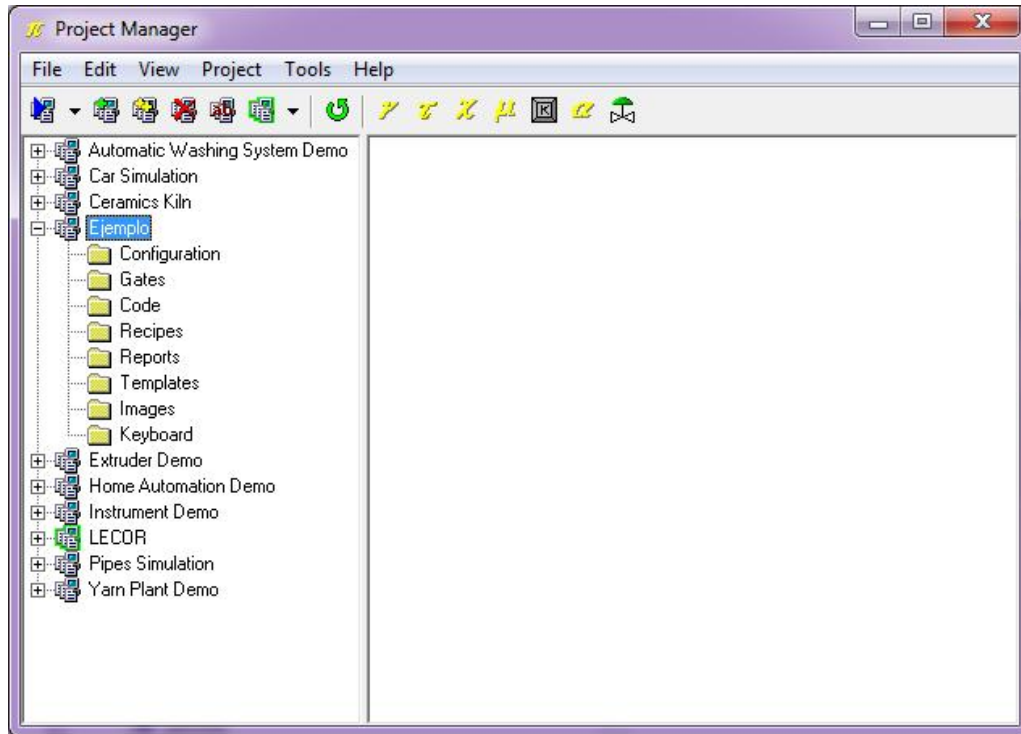 Project Manager
File Edit View Project Tools Help
Automatic Washing System Demo
Car Simulation
Ceramics Kiln
Ejemplo
Configuration
Gates
Code
Recipes
Reports
Templates
Images
Keyboard
Extruder Demo
Home Automation Demo
Instrument Demo
LECOR
Pipes Simulation
Yarn Plant Demo